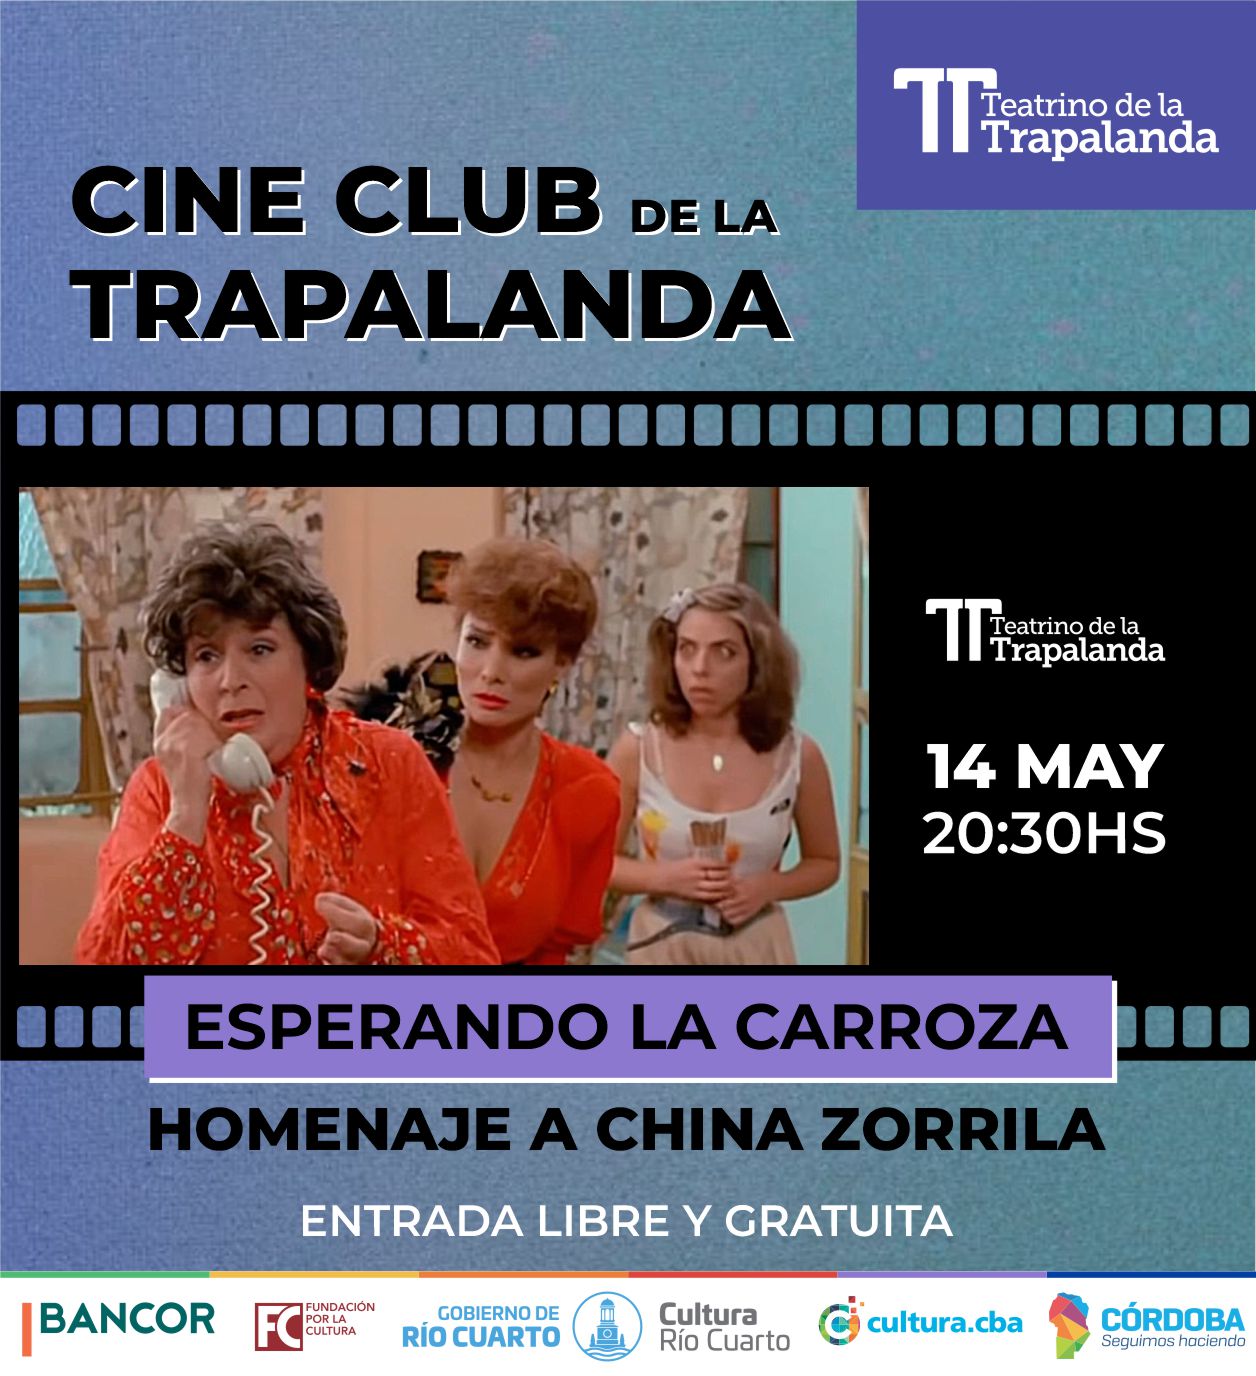 Teatrino de la
Trapalanda
CINE CLUB DE LA
TRAPALANDA
Teatrino de la
Trapalanda
14 MAY
20:30HS
ESPERANDO LA CARROZA
HOMENAJE A CHINA ZORRILA
ENTRADA LIBRE Y GRATUITA
BANCOR
FC
FUNDACIÓN
POR LA
CULTURA
GOBIERNO DE
RÍO CUARTO
Cultura
Río Cuarto
cultura.cba
CÓRDOBA
Seguimos haciendo